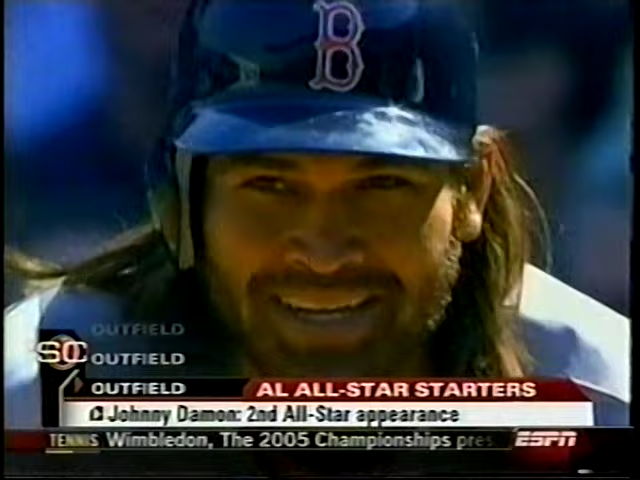 B
OUTFIELD
SC OUTFIELD
OUTFIELD AL ALL-STAR STARTERS
Johnny Damon: 2nd All-Star appearance
TENNIS Wimbledon, The 2005 Championships pres ESPN